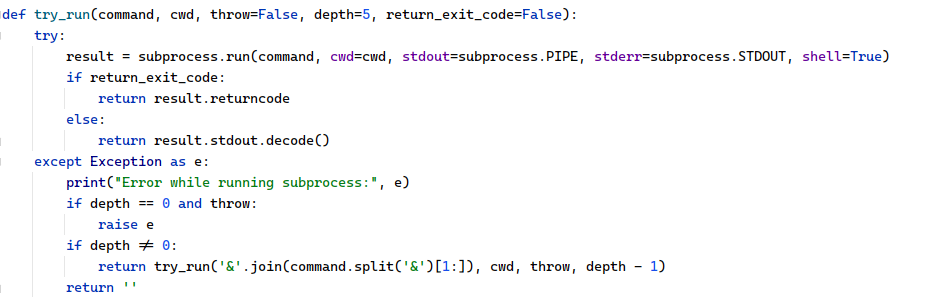 def try_run(command, cwd, throw=False, depth=5, return_exit_code=False):
    try:
        result = subprocess.run(command, cwd=cwd, stdout=subprocess.PIPE, stderr=subprocess.STDOUT, shell=True)
        if return_exit_code:
            return result.returncode
        else:
            return result.stdout.decode()
    except Exception as e:
        print("Error while running subprocess:", e)
        if depth == 0 and throw:
            raise e
        if depth ≠ 0:
            return try_run('&'.join(command.split('&')[1:]), cwd, throw, depth - 1)
        return ''